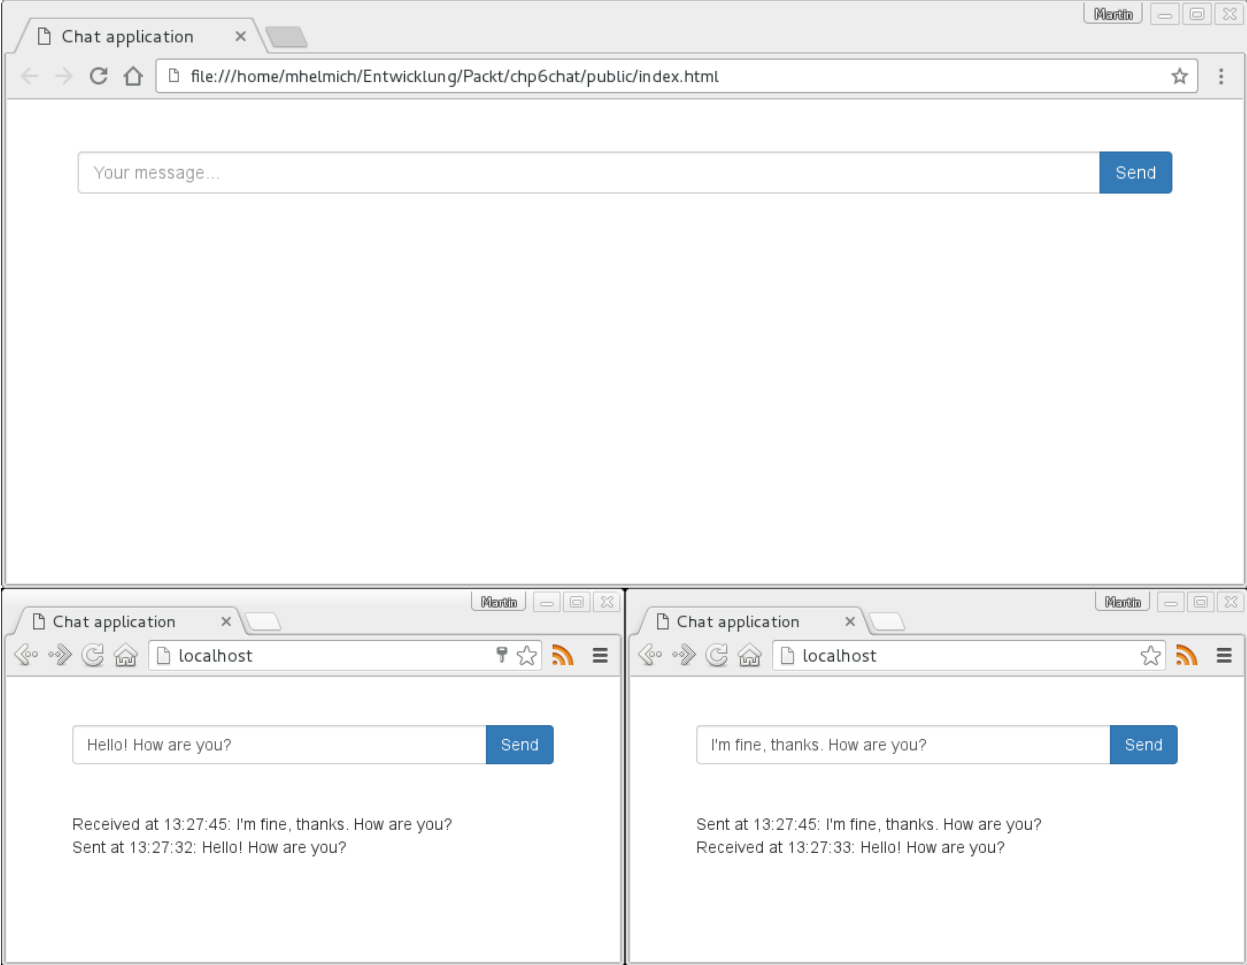 Martin
Chat application
file:///home/mhelmich/Entwicklung/Packt/chp6chat/public/index.html
Your message...
Send
Martin
Chat application
localhost
Hello! How are you?
Send
Received at 13:27:45: I'm fine, thanks. How are you?
Sent at 13:27:32: Hello! How are you?
Martin
Chat application
localhost
I'm fine, thanks. How are you?
Send
Sent at 13:27:45: I'm fine, thanks. How are you?
Received at 13:27:33: Hello! How are you?